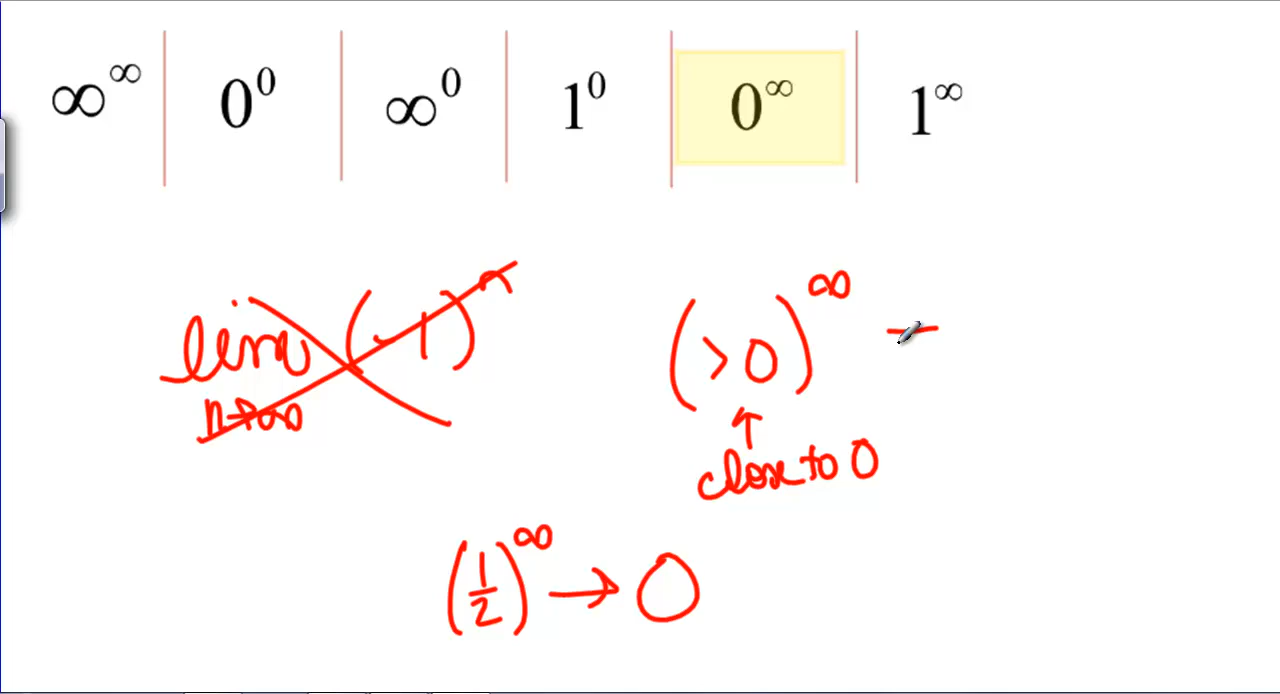 ∞^∞ 0^0 ∞^0 1^0 0^∞ 1^∞
lim (-1)^n (>0)^∞ –
n→∞
↑
close to 0
(1/2)^∞ → 0